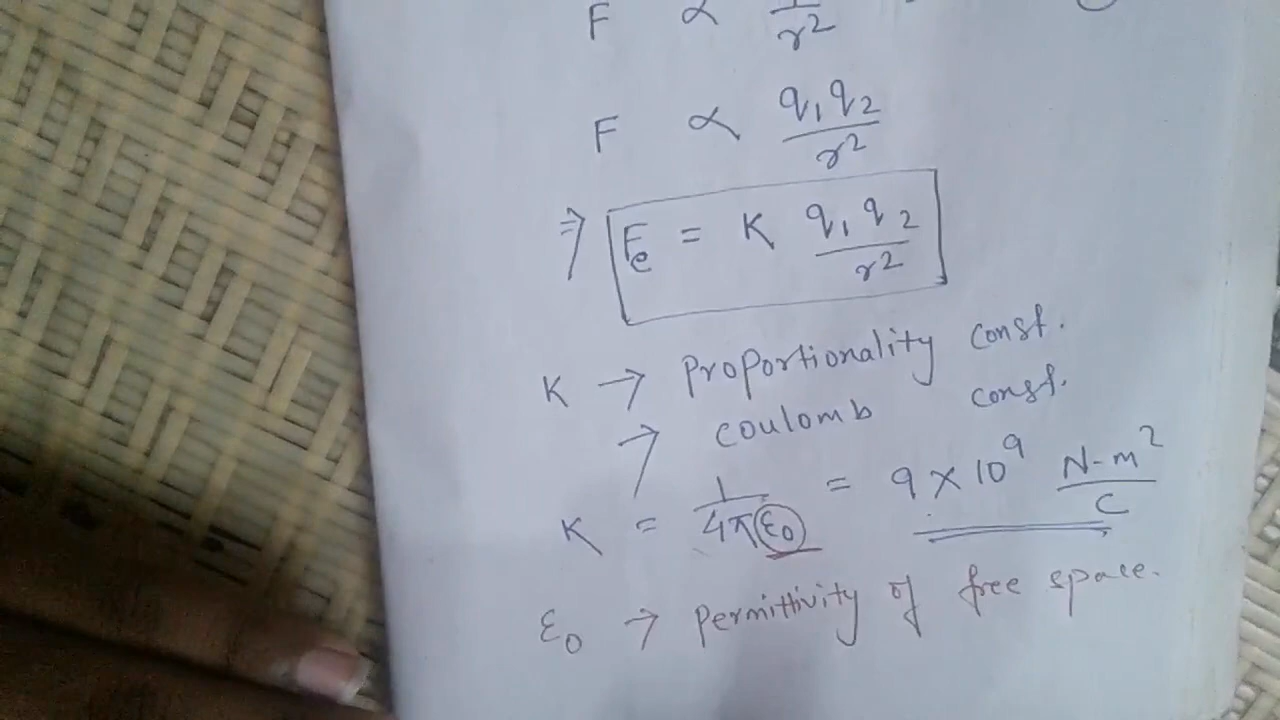 F ∝ 1/r²
F ∝ q₁q₂/r²
⇒ Fe = K q₁q₂/r²
K → Proportionality const.
→ coulomb const.
K = 1/4πε₀ = 9×10⁹ N-m²/C
ε₀ → Permittivity of free space.